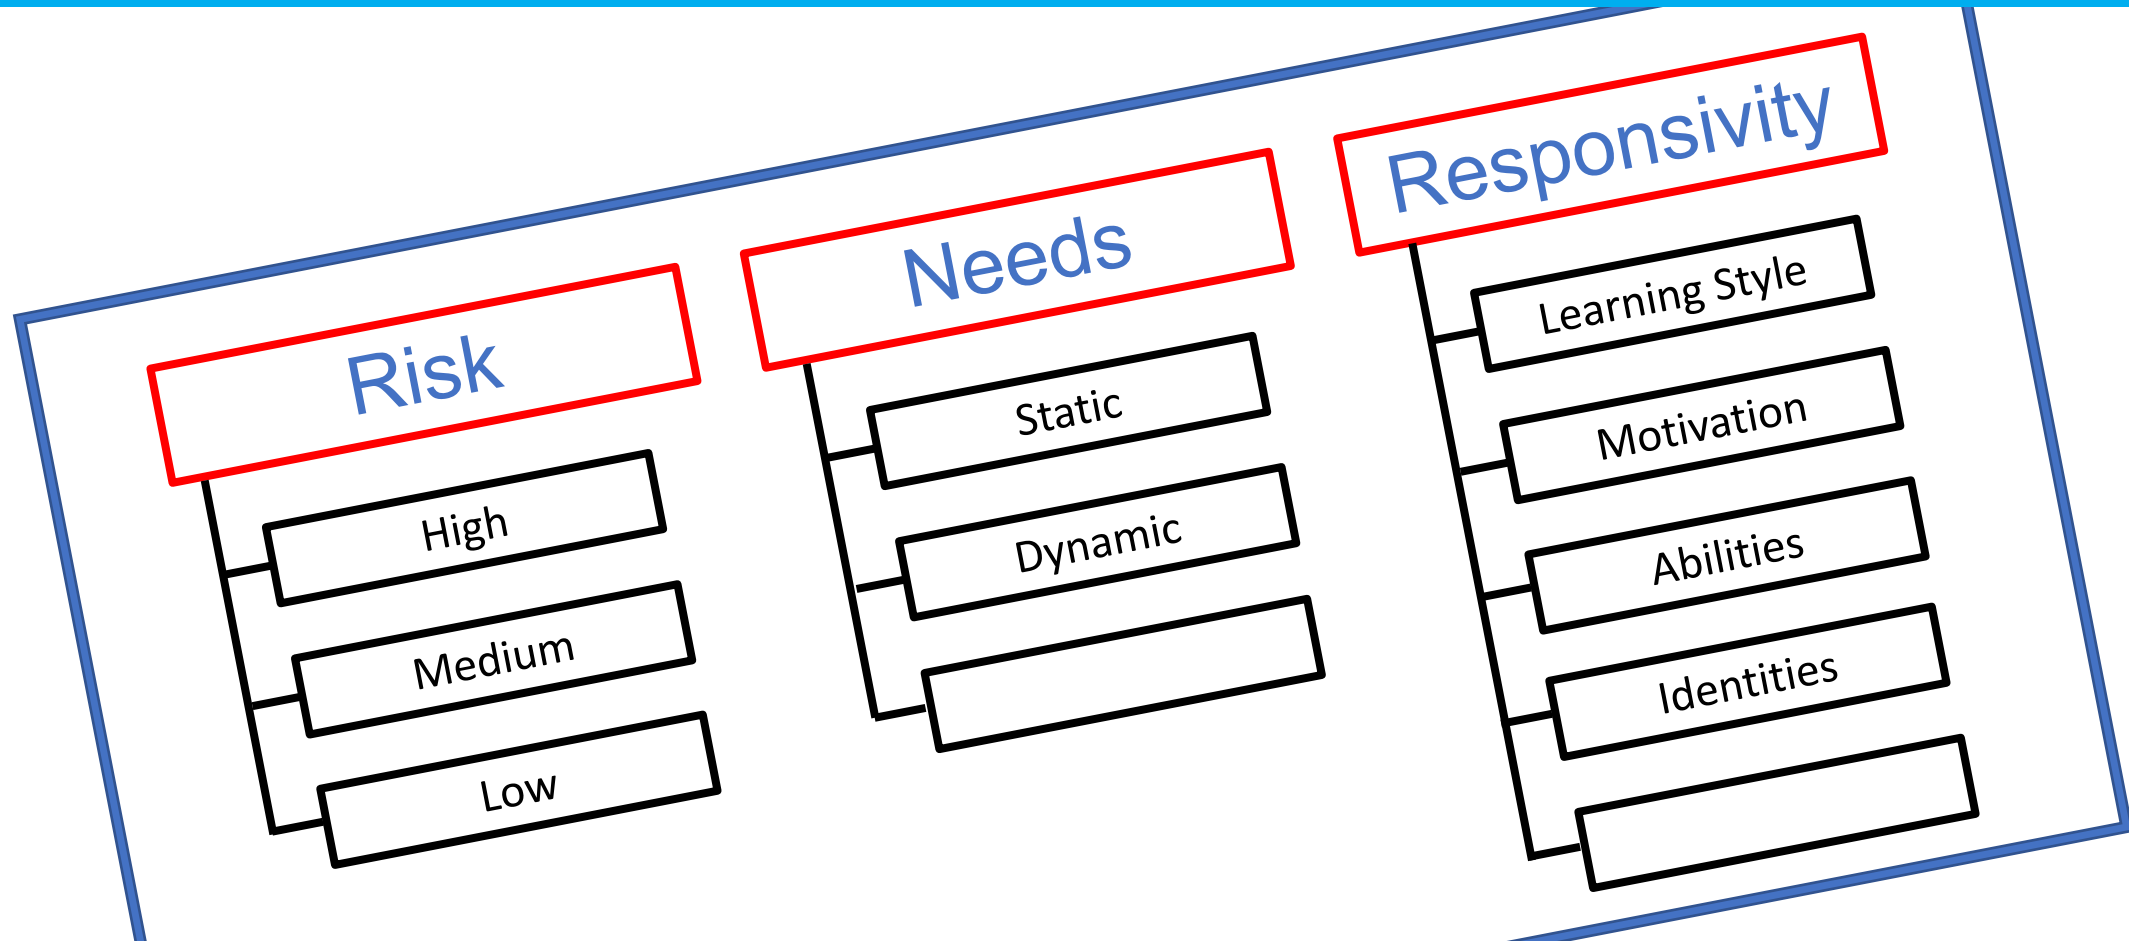 Risk
High
Medium
Low
Needs
Static
Dynamic
Responsivity
Learning Style
Motivation
Abilities
Identities